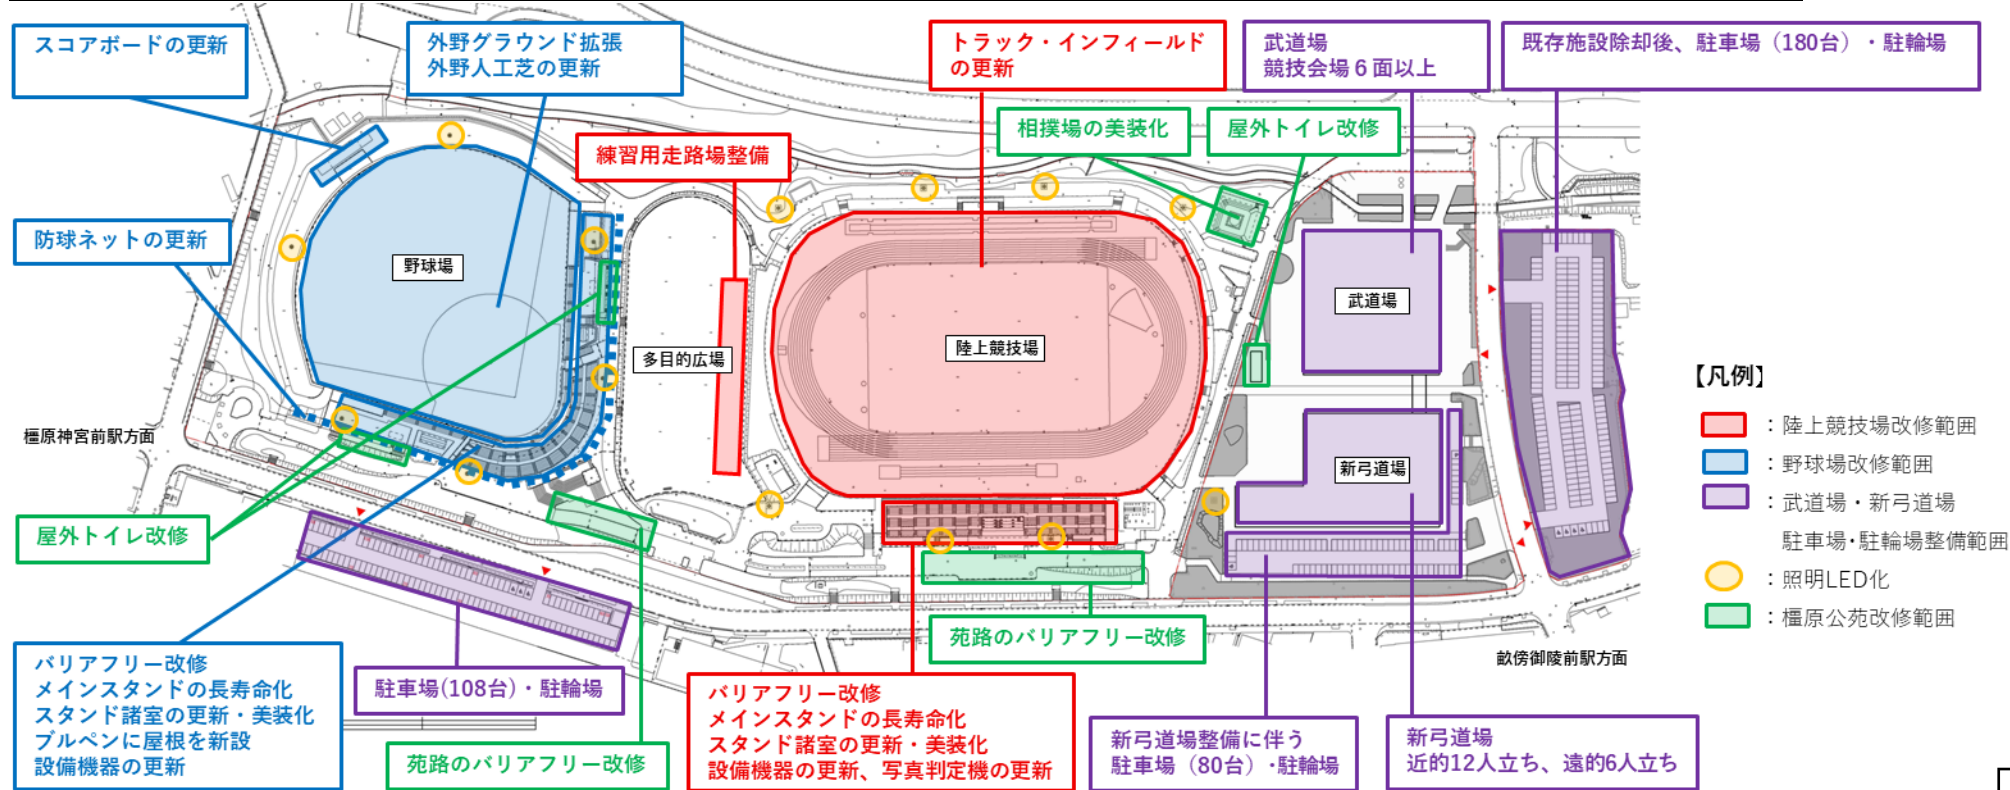 スコアボードの更新
外野グラウンド拡張
外野人工芝の更新
トラック・インフィールド
の更新
武道場
競技会場６面以上
既存施設除却後、駐車場（180台）・駐輪場
練習用走路場整備
相撲場の美装化
屋外トイレ改修
防球ネットの更新
野球場
多目的広場
陸上競技場
武道場
新弓道場
橿原神宮前駅方面
屋外トイレ改修
【凡例】
：陸上競技場改修範囲
：野球場改修範囲
：武道場・新弓道場
駐車場・駐輪場整備範囲
：照明LED化
：橿原公苑改修範囲
畝傍御陵前駅方面
バリアフリー改修
メインスタンドの長寿命化
スタンド諸室の更新・美装化
ブルペンに屋根を新設
設備機器の更新
駐車場(108台)・駐輪場
苑路のバリアフリー改修
苑路のバリアフリー改修
バリアフリー改修
メインスタンドの長寿命化
スタンド諸室の更新・美装化
設備機器の更新、写真判定機の更新
新弓道場整備に伴う
駐車場（80台）・駐輪場
新弓道場
近的12人立ち、遠的6人立ち